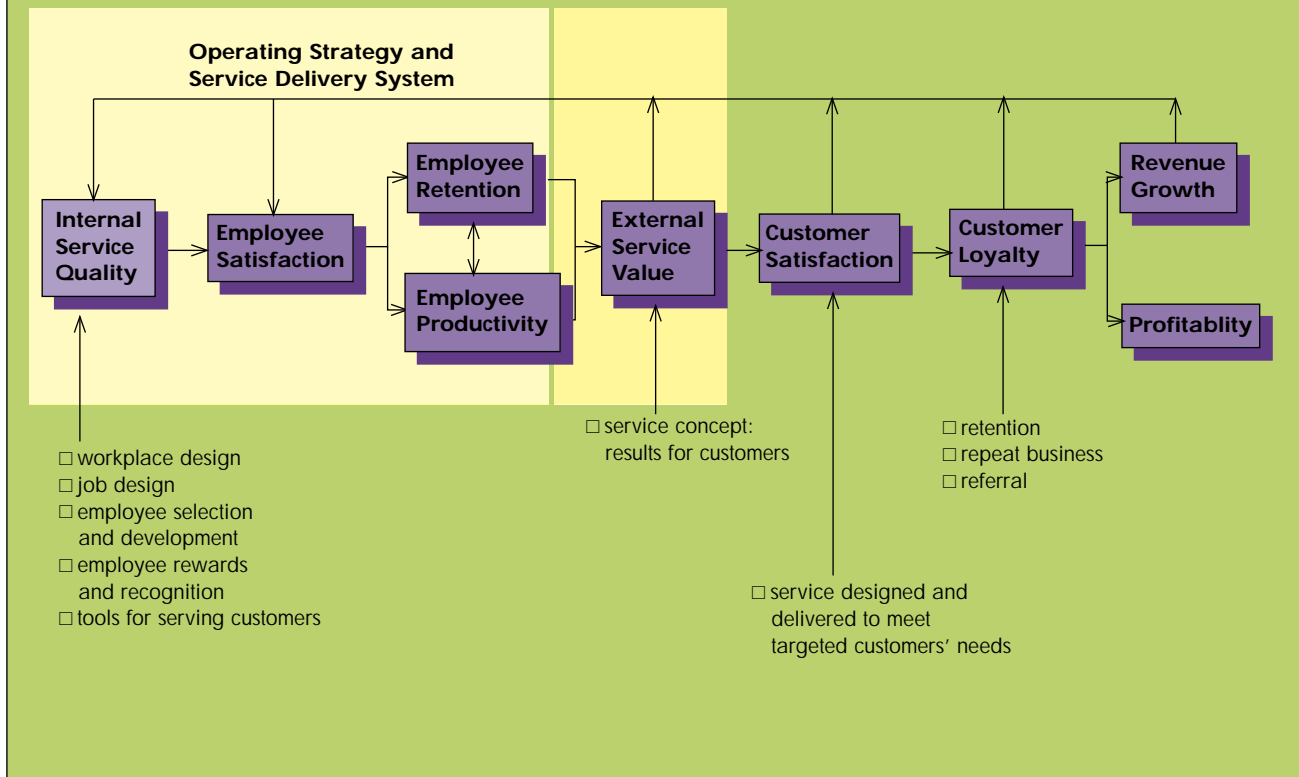 Operating Strategy and
Service Delivery System
Internal
Service
Quality
Employee
Satisfaction
Employee
Retention
Employee
Productivity
External
Service
Value
Customer
Satisfaction
Customer
Loyalty
Revenue
Growth
Profitablity
□ workplace design
□ job design
□ employee selection
and development
□ employee rewards
and recognition
□ tools for serving customers
□ service concept:
results for customers
□ service designed and
delivered to meet
targeted customers’ needs
□ retention
□ repeat business
□ referral